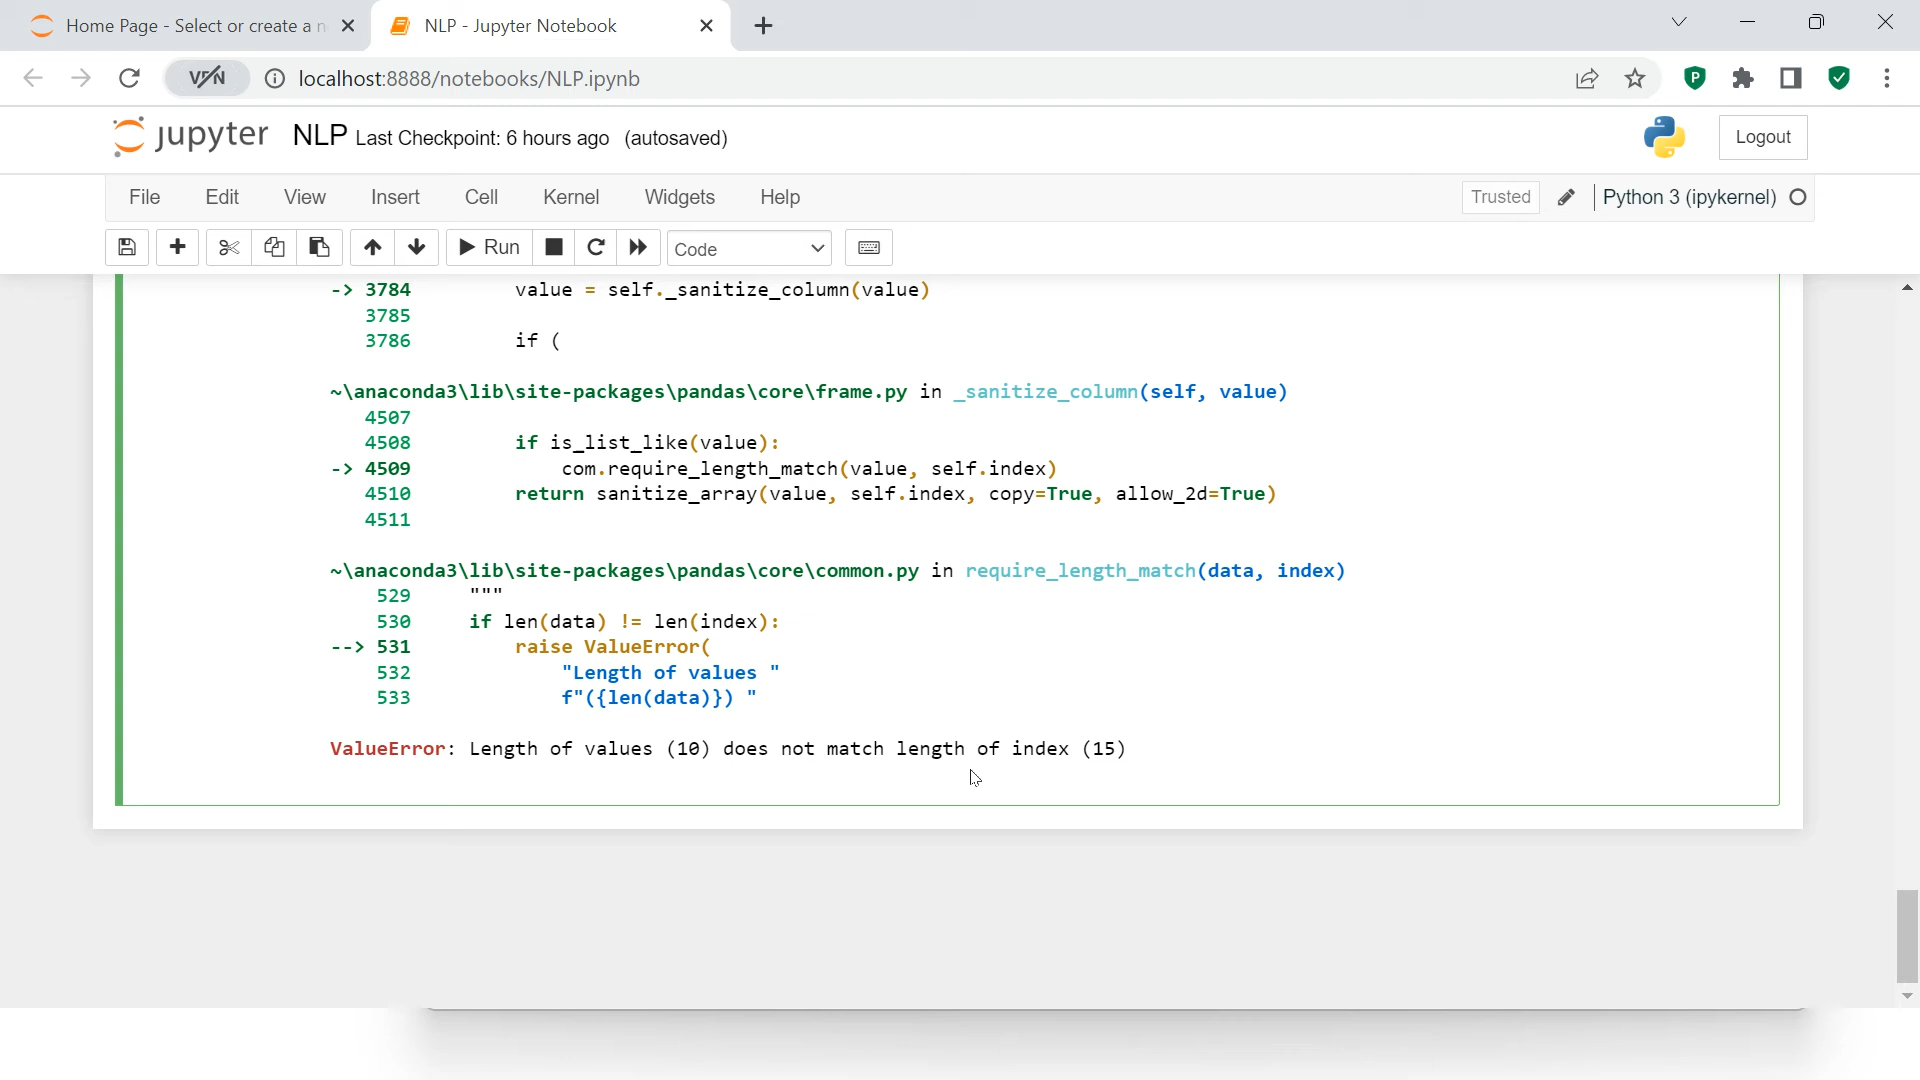 Home Page - Select or create a n
NLP - Jupyter Notebook
VPN
localhost:8888/notebooks/NLP.ipynb
P
jupyter NLP Last Checkpoint: 6 hours ago (autosaved)
Logout
File Edit View Insert Cell Kernel Widgets Help
Trusted
Python 3 (ipykernel)
Run
Code
-> 3784         value = self._sanitize_column(value)
3785
3786         if (
~\anaconda3\lib\site-packages\pandas\core\frame.py in _sanitize_column(self, value)
4507
4508         if is_list_like(value):
-> 4509             com.require_length_match(value, self.index)
4510         return sanitize_array(value, self.index, copy=True, allow_2d=True)
4511
~\anaconda3\lib\site-packages\pandas\core\common.py in require_length_match(data, index)
529     """
530     if len(data) != len(index):
--> 531         raise ValueError(
532             "Length of values "
533             f"({len(data)}) "
ValueError: Length of values (10) does not match length of index (15)